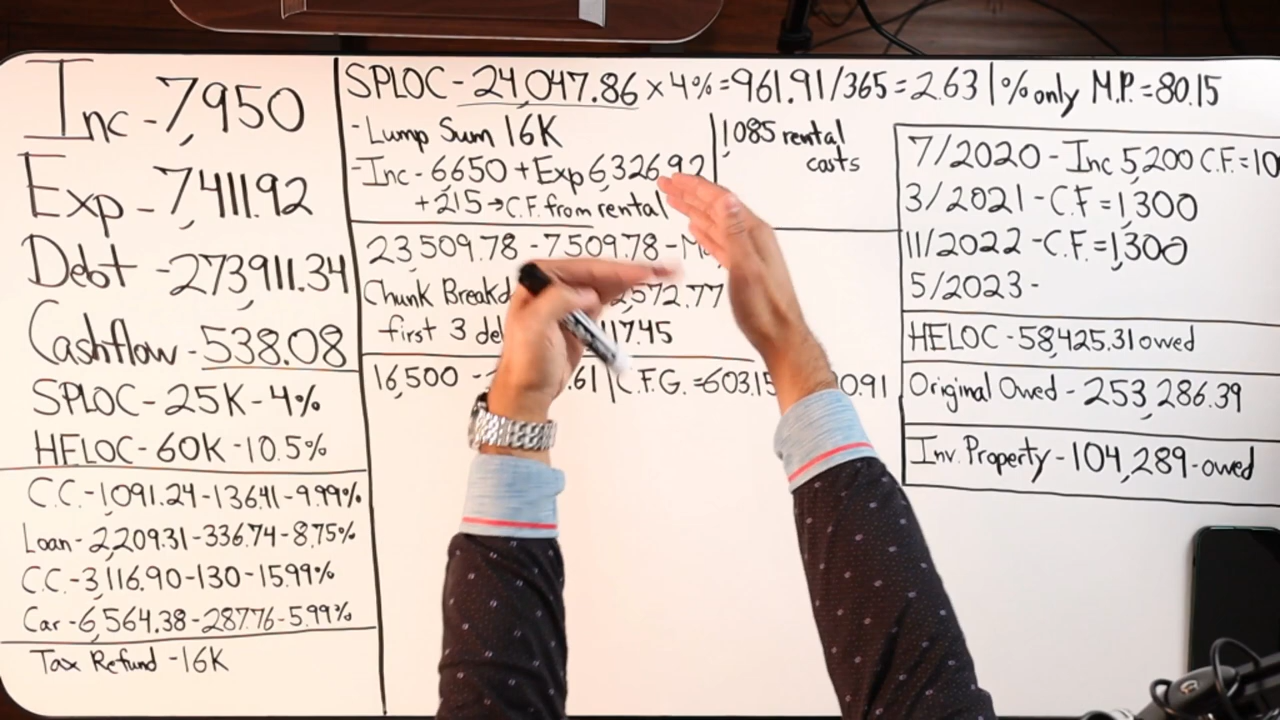 Inc - 7,950
Exp - 7,411.92
Debt - 273,911.34
Cashflow - 538.08
SPLOC - 25K - 4%
HELOC - 60K - 10.5%
C.C. - 1091.24 - 136.41 - 9.99%
Loan - 2,209.31 - 336.74 - 8.75%
C.C. - 3,116.90 - 130 - 15.99%
Car - 6,564.38 - 287.76 - 5.99%
Tax Refund - 16K
SPLOC - 24,047.86 x 4% = 961.91/365 = 2.63 | % only M.P. = 80.15
- Lump Sum 16K
- Inc - 6650 + Exp 6,326.92
+ 215 → C.F. from rental
1,085 rental
costs
23,509.78 - 7,509.78 -
Chunk 2,572.77
first 3
16,500 - .61 | C.F.G. = 603.15
7/2020 - Inc 5,200 C.F. = 10
3/2021 - C.F = 1,300
11/2022 - C.F. = 1,300
5/2023 -
HELOC - 58,425.31 owed
Original Owed - 253,286.39
Inv. Property - 104,289 - owed